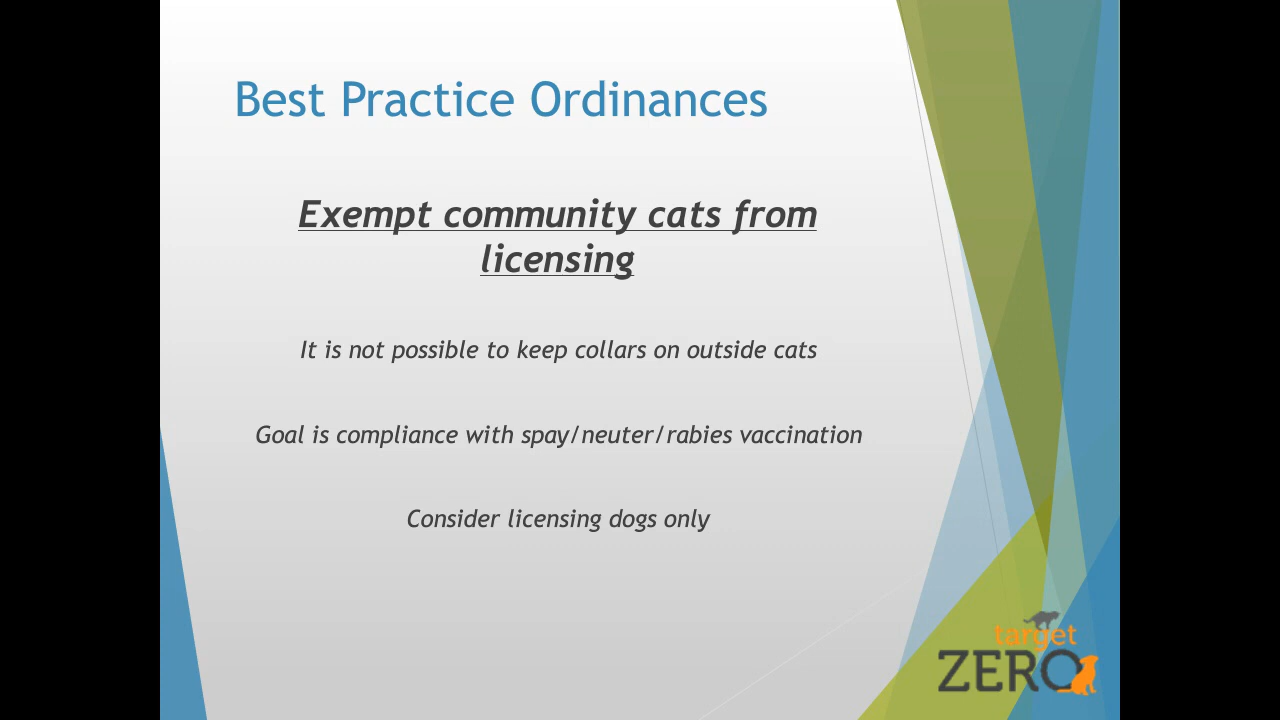 Best Practice Ordinances
Exempt community cats from
licensing
It is not possible to keep collars on outside cats
Goal is compliance with spay/neuter/rabies vaccination
Consider licensing dogs only
target
ZERO